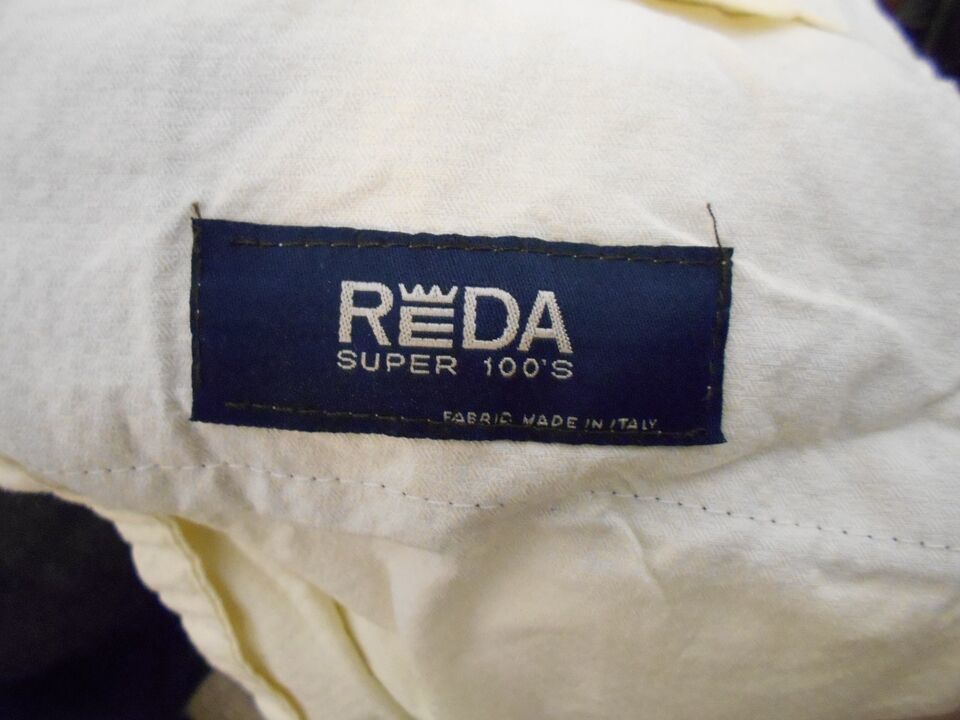 REDA
SUPER 100'S
FABRIC MADE IN ITALY